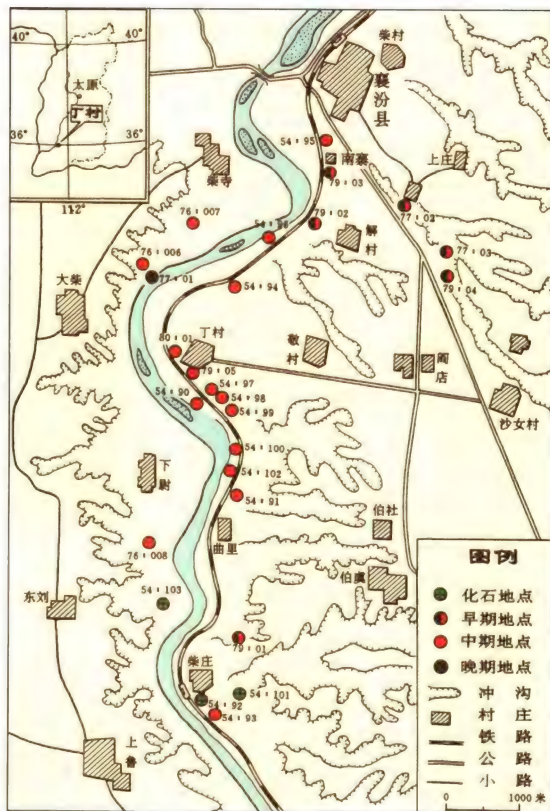 40°
40°
太原
丁村
36°
36°
112°
柴村
襄汾县
54:95
南寨
79:03
上庄
柴寺
76:007
54:96
79:02
解村
77:02
76:006
77:01
77:03
79:04
大柴
54:94
80:01
丁村
79:05
敬村
阎店
54:97
54:90
54:98
54:99
沙女村
54:100
54:102
下尉
54:91
曲里
伯社
76:008
伯虞
东刘
54:103
79:01
柴庄
54:101
54:92
54:93
上鲁
图例
化石地点
早期地点
中期地点
晚期地点
冲沟
村庄
铁路
公路
小路
0 1000米